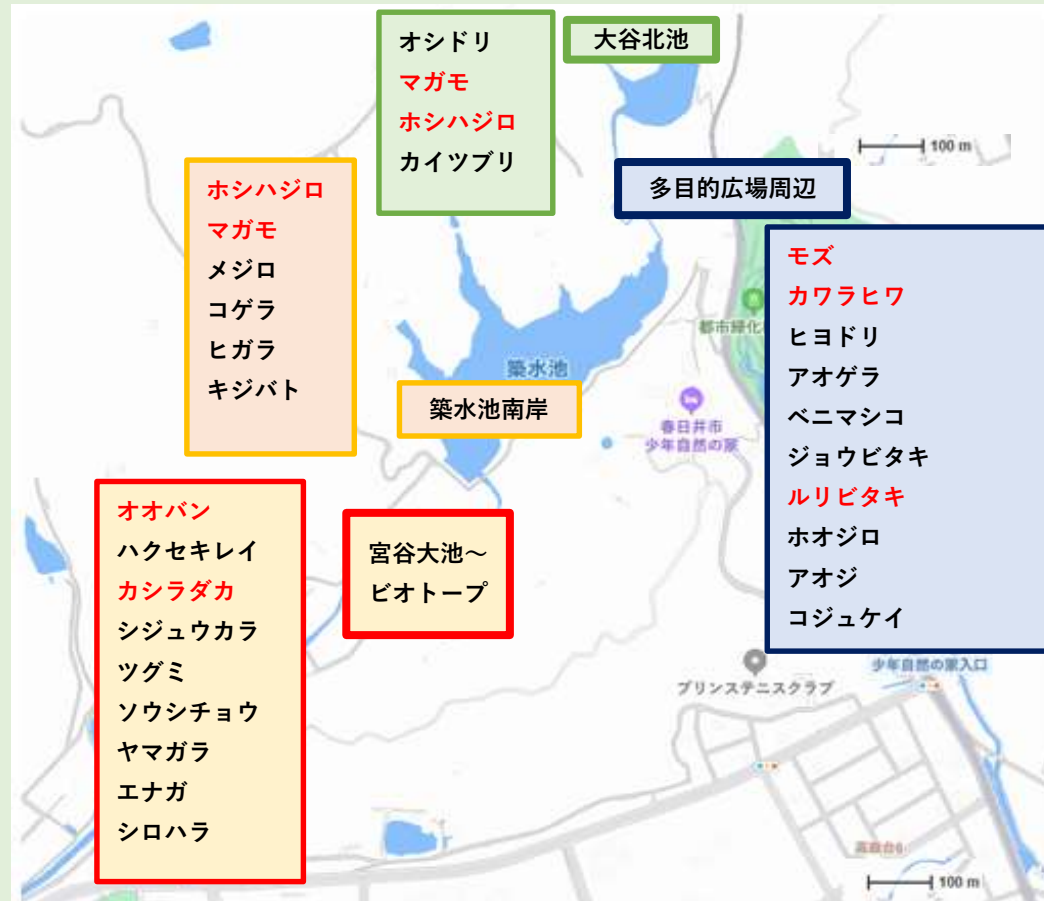 オシドリ
マガモ
ホシハジロ
カイツブリ
大谷北池
100 m
多目的広場周辺
ホシハジロ
マガモ
メジロ
コゲラ
ヒガラ
キジバト
築水池
築水池南岸
モズ
カワラヒワ
ヒヨドリ
アオゲラ
ベニマシコ
ジョウビタキ
ルリビタキ
ホオジロ
アオジ
コジュケイ
都市緑化
春日井市
少年自然の家
オオバン
ハクセキレイ
カシラダカ
シジュウカラ
ツグミ
ソウシチョウ
ヤマガラ
エナガ
シロハラ
宮谷大池～
ビオトープ
少年自然の家入口
プリンステニスクラブ
高森台6
100 m